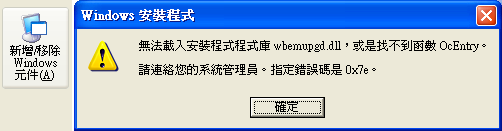 新增/移除
Windows
元件(A)
Windows 安裝程式
無法載入安裝程式程式庫 wbemupgd.dll，或是找不到函數 OcEntry。
請連絡您的系統管理員。指定錯誤碼是 0x7e。
確定